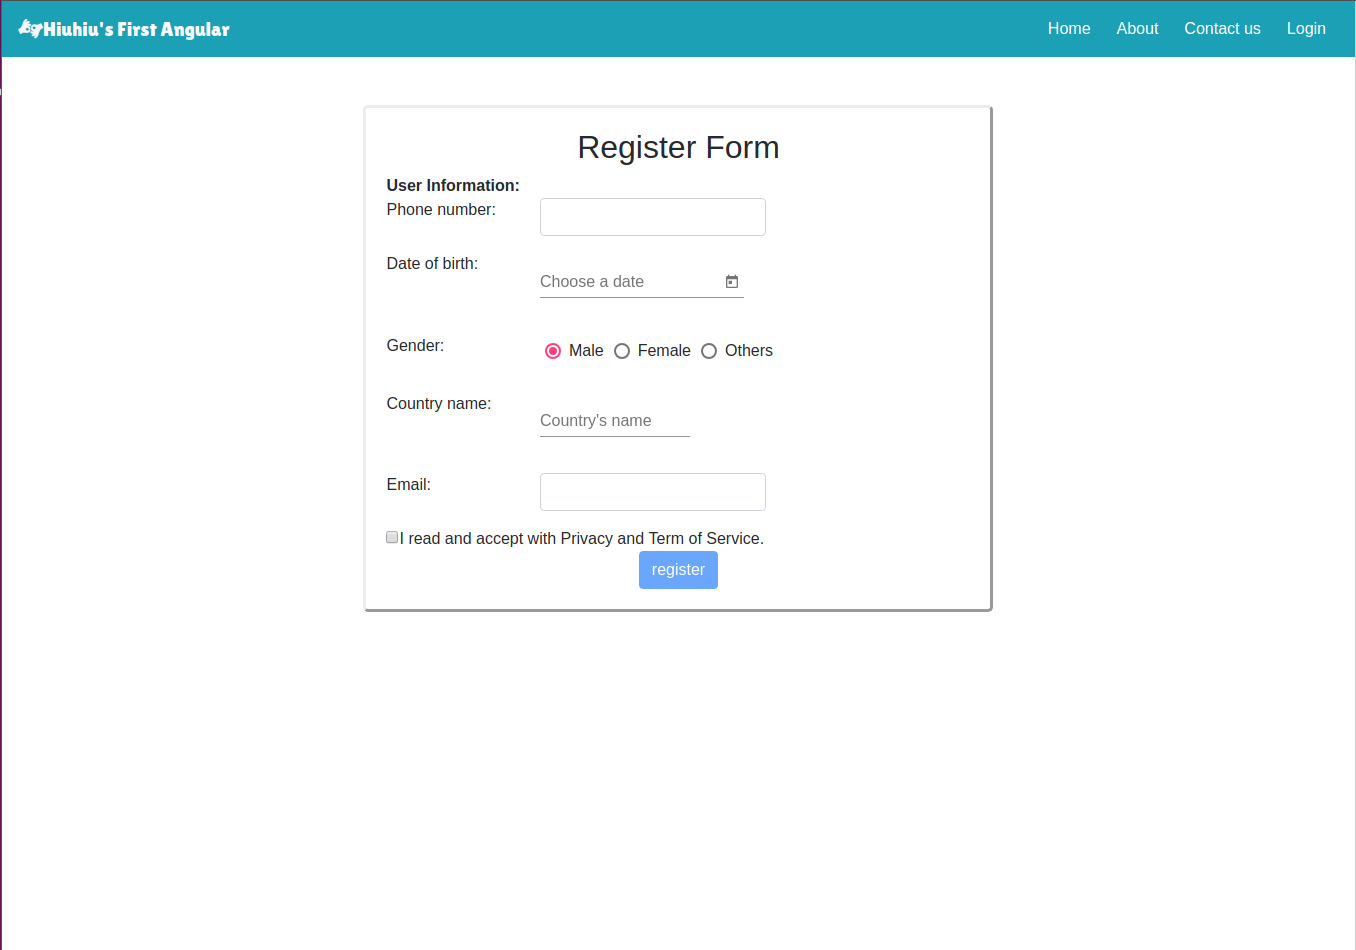 Hiuhiu's First Angular Home About Contact us Login
Register Form
User Information:
Phone number:
Date of birth:
Choose a date
Gender: Male Female Others
Country name:
Country's name
Email:
I read and accept with Privacy and Term of Service.
register